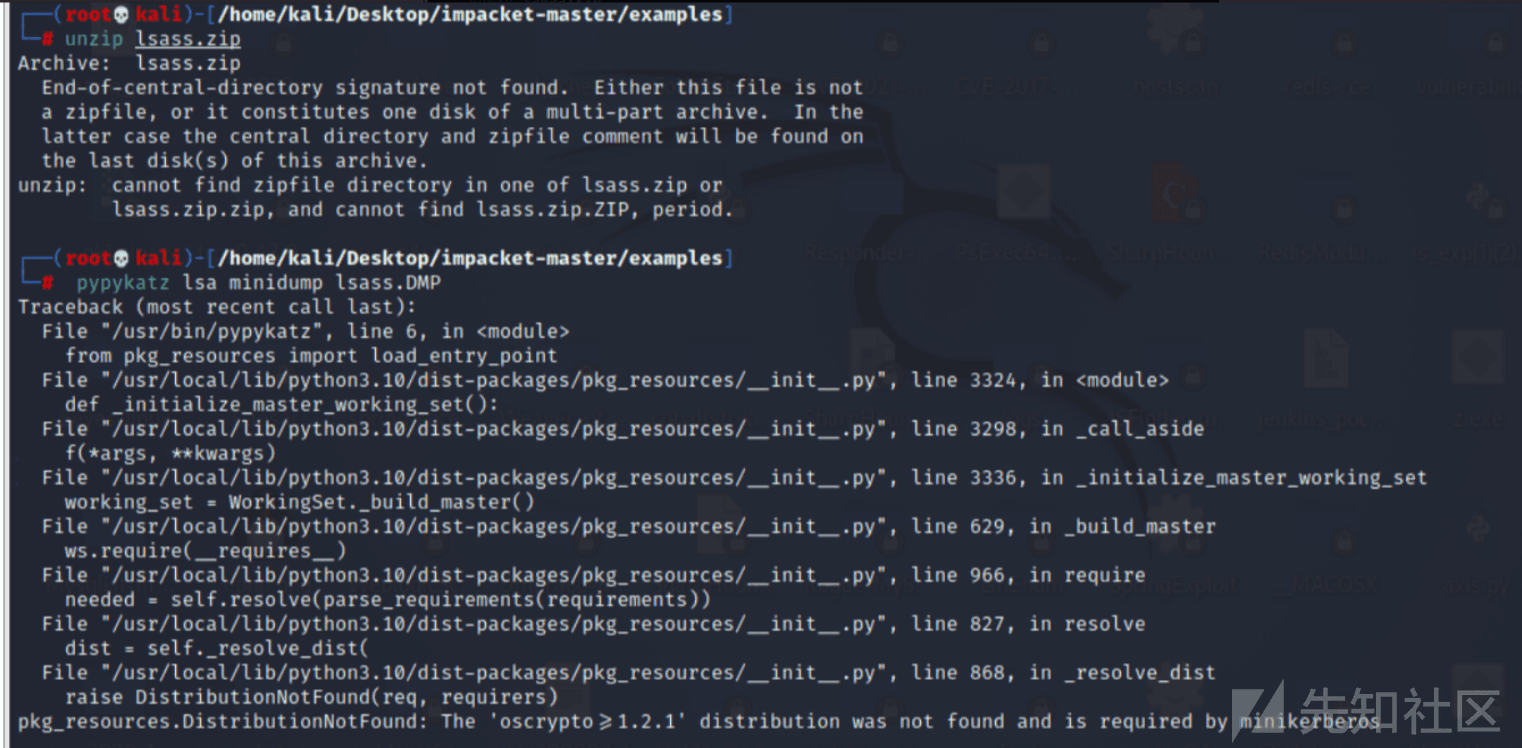 ┌──(root💀kali)-[/home/kali/Desktop/impacket-master/examples]
└─# unzip lsass.zip
Archive:  lsass.zip
  End-of-central-directory signature not found.  Either this file is not
  a zipfile, or it constitutes one disk of a multi-part archive.  In the
  latter case the central directory and zipfile comment will be found on
  the last disk(s) of this archive.
unzip:  cannot find zipfile directory in one of lsass.zip or
        lsass.zip.zip, and cannot find lsass.zip.ZIP, period.
┌──(root💀kali)-[/home/kali/Desktop/impacket-master/examples]
└─#  pypykatz lsa minidump lsass.DMP
Traceback (most recent call last):
  File "/usr/bin/pypykatz", line 6, in <module>
    from pkg_resources import load_entry_point
  File "/usr/local/lib/python3.10/dist-packages/pkg_resources/__init__.py", line 3324, in <module>
    def _initialize_master_working_set():
  File "/usr/local/lib/python3.10/dist-packages/pkg_resources/__init__.py", line 3298, in _call_aside
    f(*args, **kwargs)
  File "/usr/local/lib/python3.10/dist-packages/pkg_resources/__init__.py", line 3336, in _initialize_master_working_set
    working_set = WorkingSet._build_master()
  File "/usr/local/lib/python3.10/dist-packages/pkg_resources/__init__.py", line 629, in _build_master
    ws.require(__requires__)
  File "/usr/local/lib/python3.10/dist-packages/pkg_resources/__init__.py", line 966, in require
    needed = self.resolve(parse_requirements(requirements))
  File "/usr/local/lib/python3.10/dist-packages/pkg_resources/__init__.py", line 827, in resolve
    dist = self._resolve_dist(
  File "/usr/local/lib/python3.10/dist-packages/pkg_resources/__init__.py", line 868, in _resolve_dist
    raise DistributionNotFound(req, requirers)
pkg_resources.DistributionNotFound: The 'oscrypto>=1.2.1' distribution was not found and is required by minikerberos
先知社区